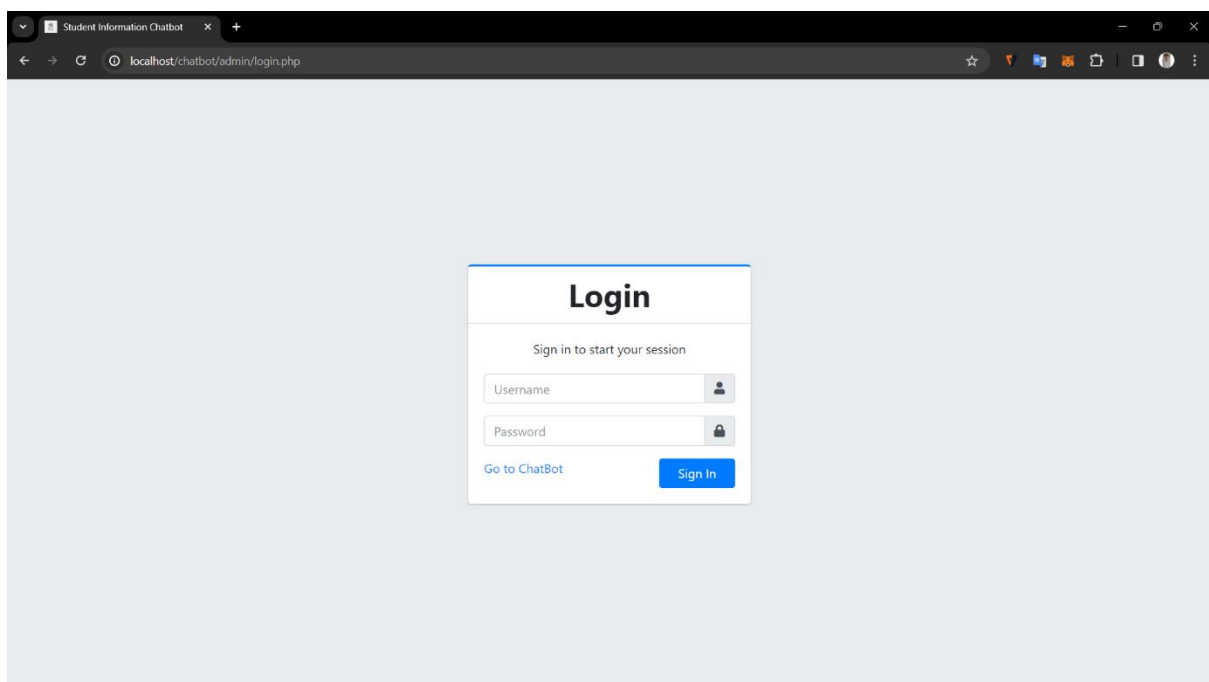 Student Information Chatbot
localhost/chatbot/admin/login.php
Login
Sign in to start your session
Username
Password
Go to ChatBot Sign In